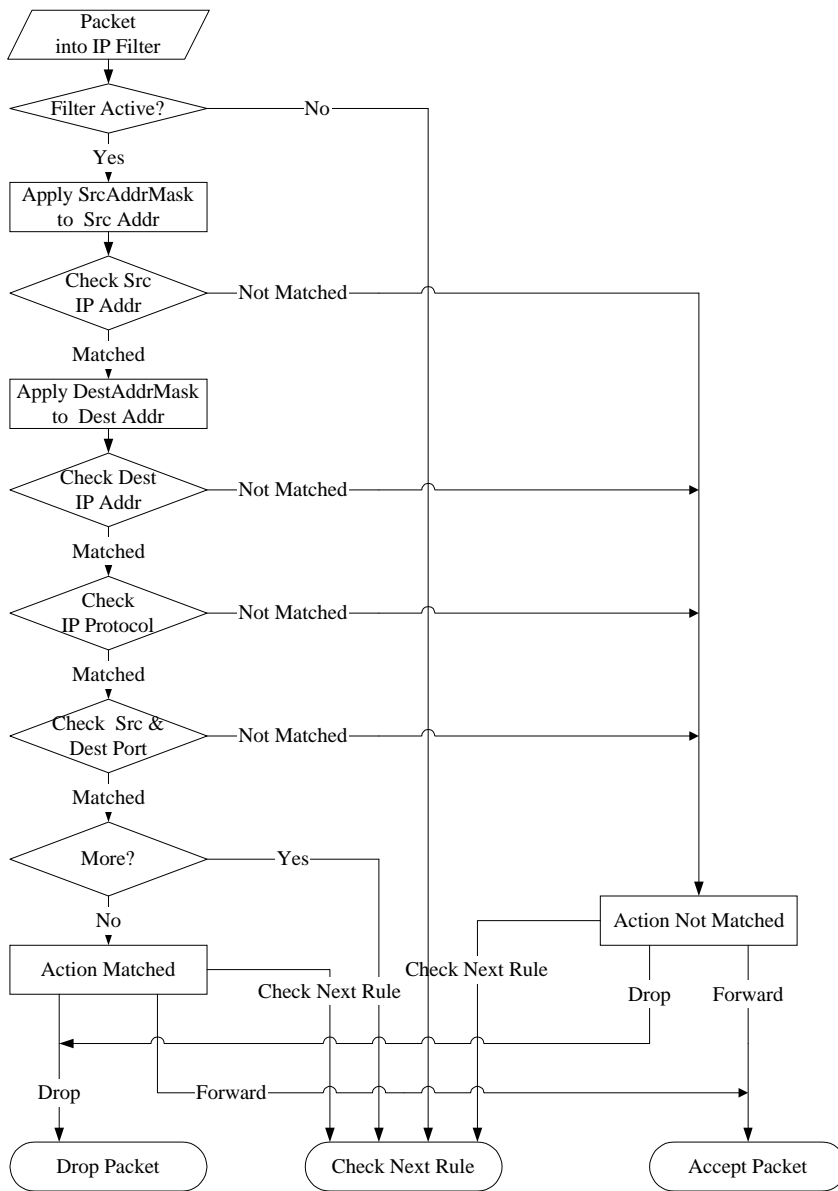 Packet
into IP Filter
Filter Active?
No
Yes
Apply SrcAddrMask
to Src Addr
Check Src
IP Addr
Not Matched
Matched
Apply DestAddrMask
to Dest Addr
Check Dest
IP Addr
Not Matched
Matched
Check
IP Protocol
Not Matched
Matched
Check Src &
Dest Port
Not Matched
Matched
More?
Yes
No
Action Not Matched
Action Matched
Check Next Rule
Check Next Rule
Drop
Forward
Drop
Forward
Drop Packet
Check Next Rule
Accept Packet